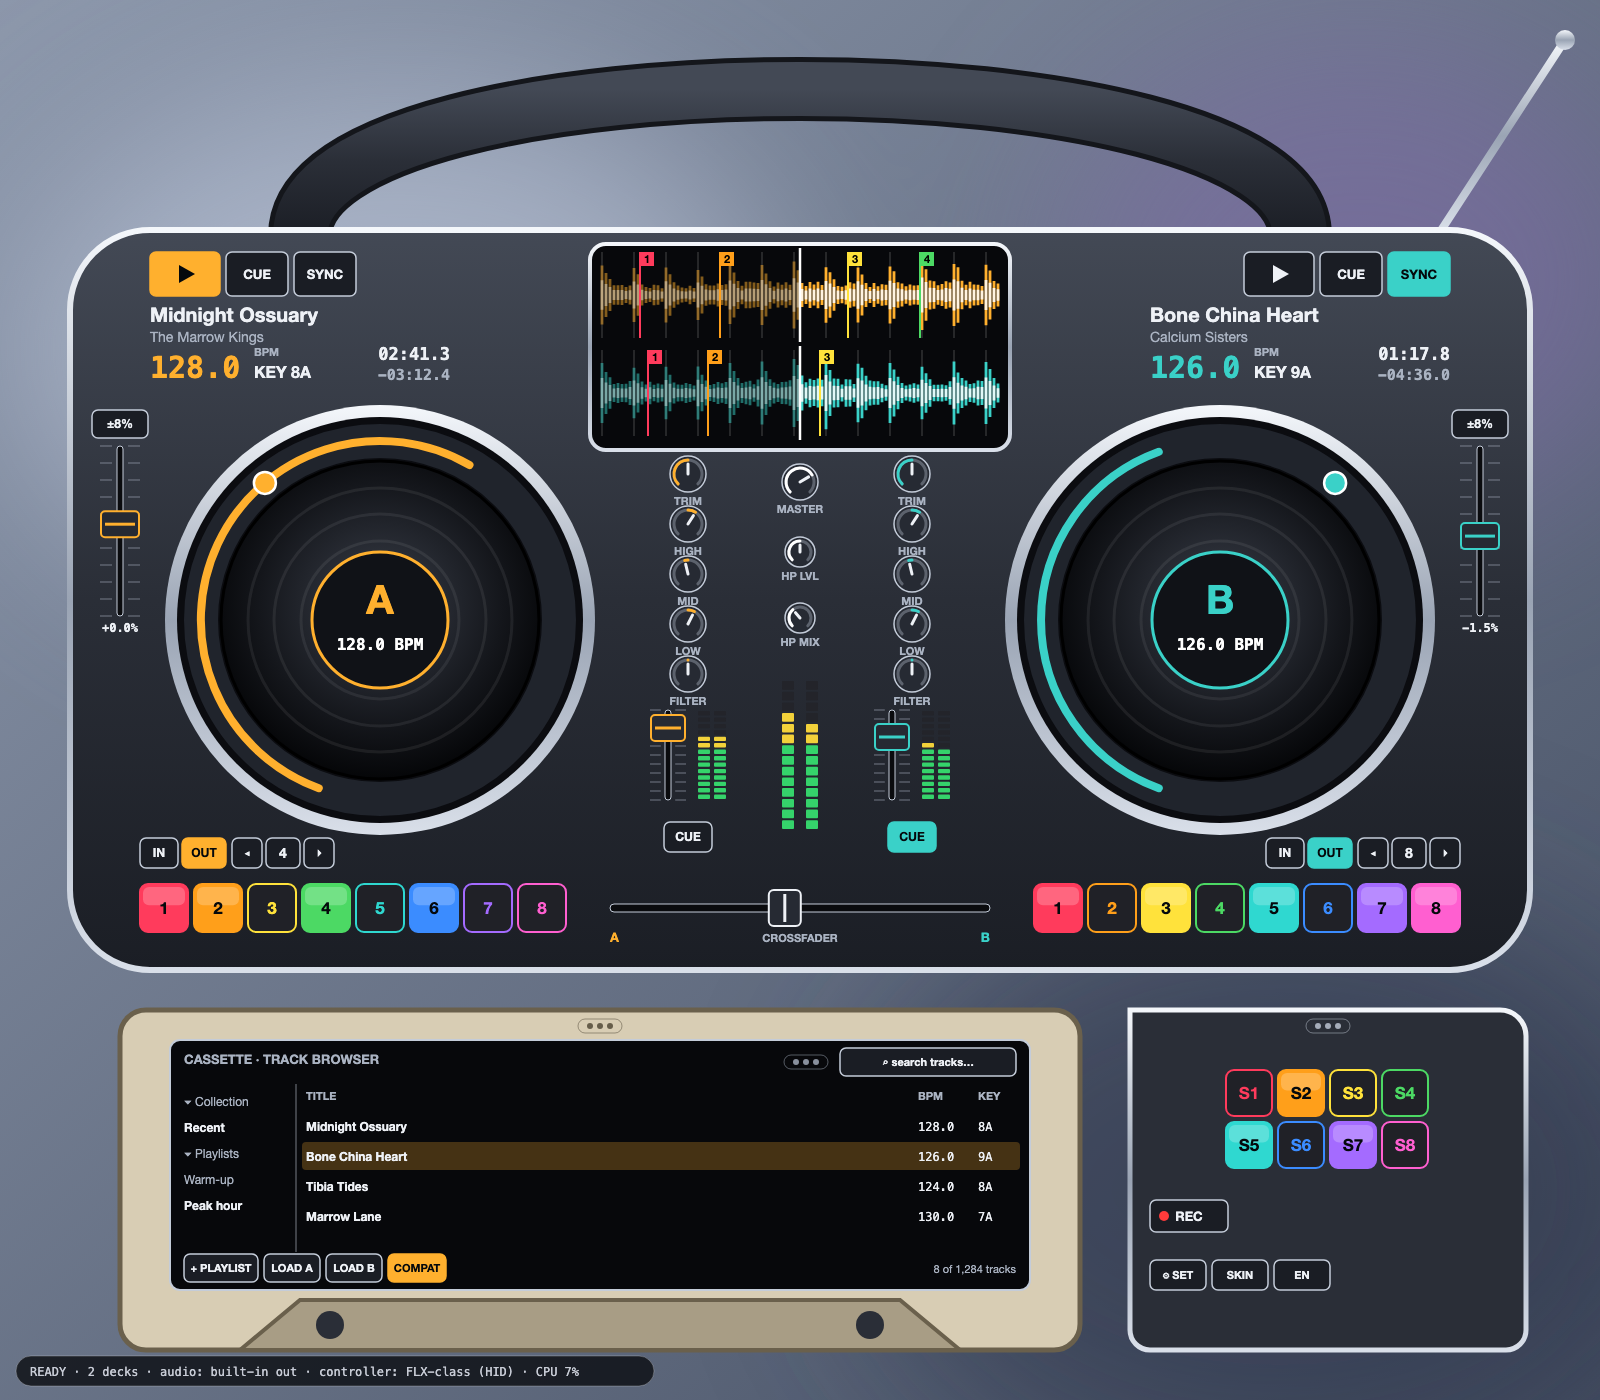 CUE SYNC
Midnight Ossuary
The Marrow Kings
128.0 BPM KEY 8A
02:41.3
−03:12.4
1 2 3 4
1 2 3
CUE SYNC
Bone China Heart
Calcium Sisters
126.0 BPM KEY 9A
01:17.8
−04:36.0
±8%
+0.0%
A
128.0 BPM
TRIM
HIGH
MID
LOW
FILTER
CUE
MASTER
HP LVL
HP MIX
TRIM
HIGH
MID
LOW
FILTER
CUE
B
126.0 BPM
±8%
−1.5%
IN OUT ◂ 4 ▸
1 2 3 4 5 6 7 8
A CROSSFADER B
IN OUT ◂ 8 ▸
1 2 3 4 5 6 7 8
CASSETTE · TRACK BROWSER
⌕ search tracks…
▾ Collection
Recent
▾ Playlists
Warm-up
Peak hour
TITLE BPM KEY
Midnight Ossuary 128.0 8A
Bone China Heart 126.0 9A
Tibia Tides 124.0 8A
Marrow Lane 130.0 7A
+ PLAYLIST LOAD A LOAD B COMPAT
8 of 1,284 tracks
S1 S2 S3 S4
S5 S6 S7 S8
REC
⚙ SET SKIN EN
READY · 2 decks · audio: built-in out · controller: FLX-class (HID) · CPU 7%